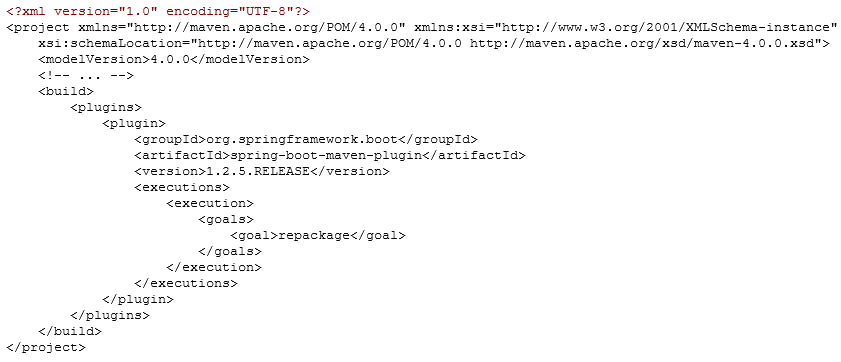 <?xml version="1.0" encoding="UTF-8"?>
<project xmlns="http://maven.apache.org/POM/4.0.0" xmlns:xsi="http://www.w3.org/2001/XMLSchema-instance"
    xsi:schemaLocation="http://maven.apache.org/POM/4.0.0 http://maven.apache.org/xsd/maven-4.0.0.xsd">
    <modelVersion>4.0.0</modelVersion>
    <!-- ... -->
    <build>
        <plugins>
            <plugin>
                <groupId>org.springframework.boot</groupId>
                <artifactId>spring-boot-maven-plugin</artifactId>
                <version>1.2.5.RELEASE</version>
                <executions>
                    <execution>
                        <goals>
                            <goal>repackage</goal>
                        </goals>
                    </execution>
                </executions>
            </plugin>
        </plugins>
    </build>
</project>